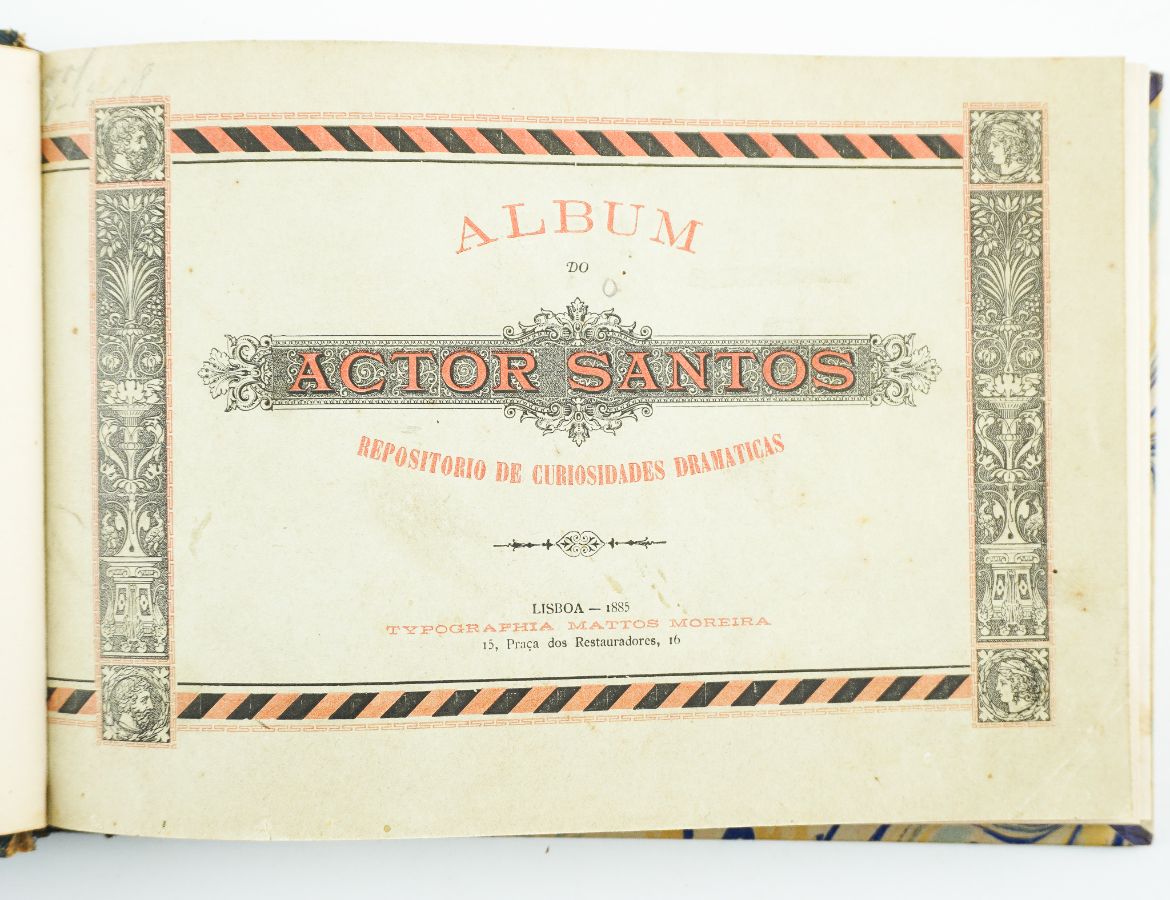 ALBUM
DO
ACTOR SANTOS
REPOSITORIO DE CURIOSIDADES DRAMATICAS
LISBOA — 1885
TYPOGRAPHIA MATTOS MOREIRA
15, Praça dos Restauradores, 16